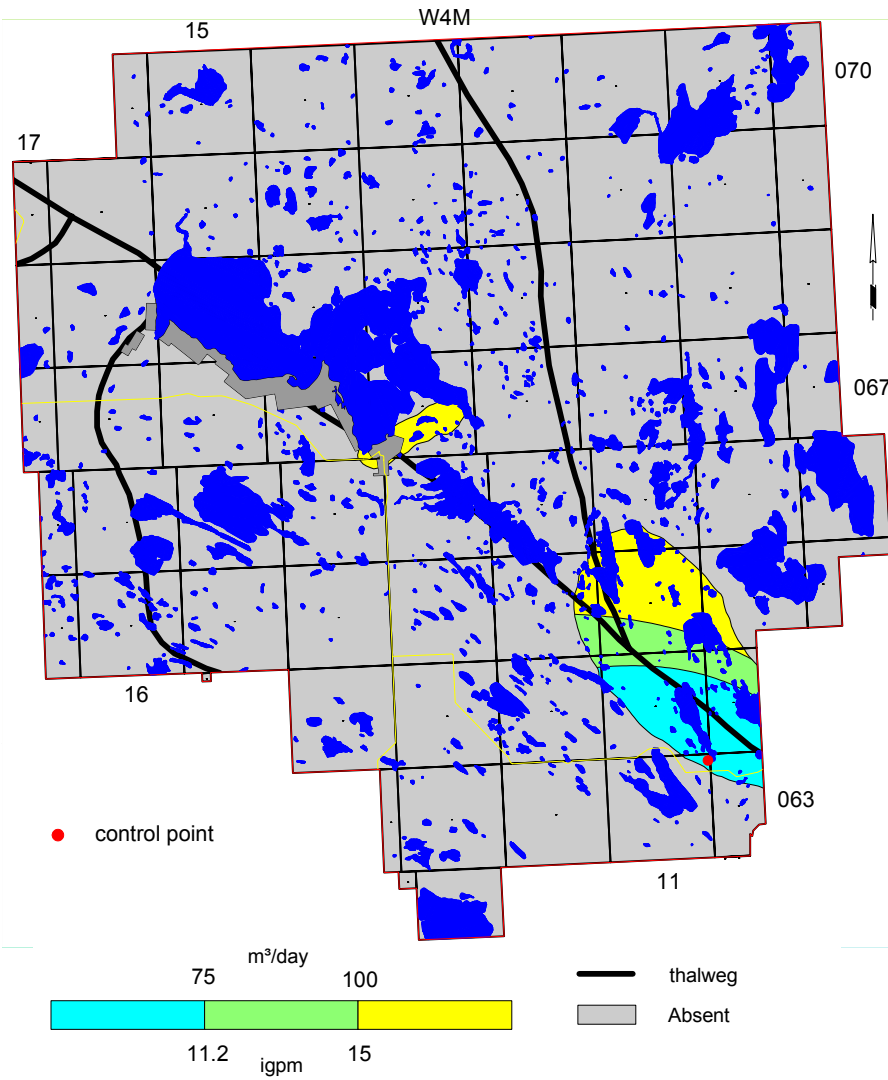 W4M
15
070
17
067
16
063
control point
11
m³/day
75 100
thalweg
Absent
11.2 15
igpm